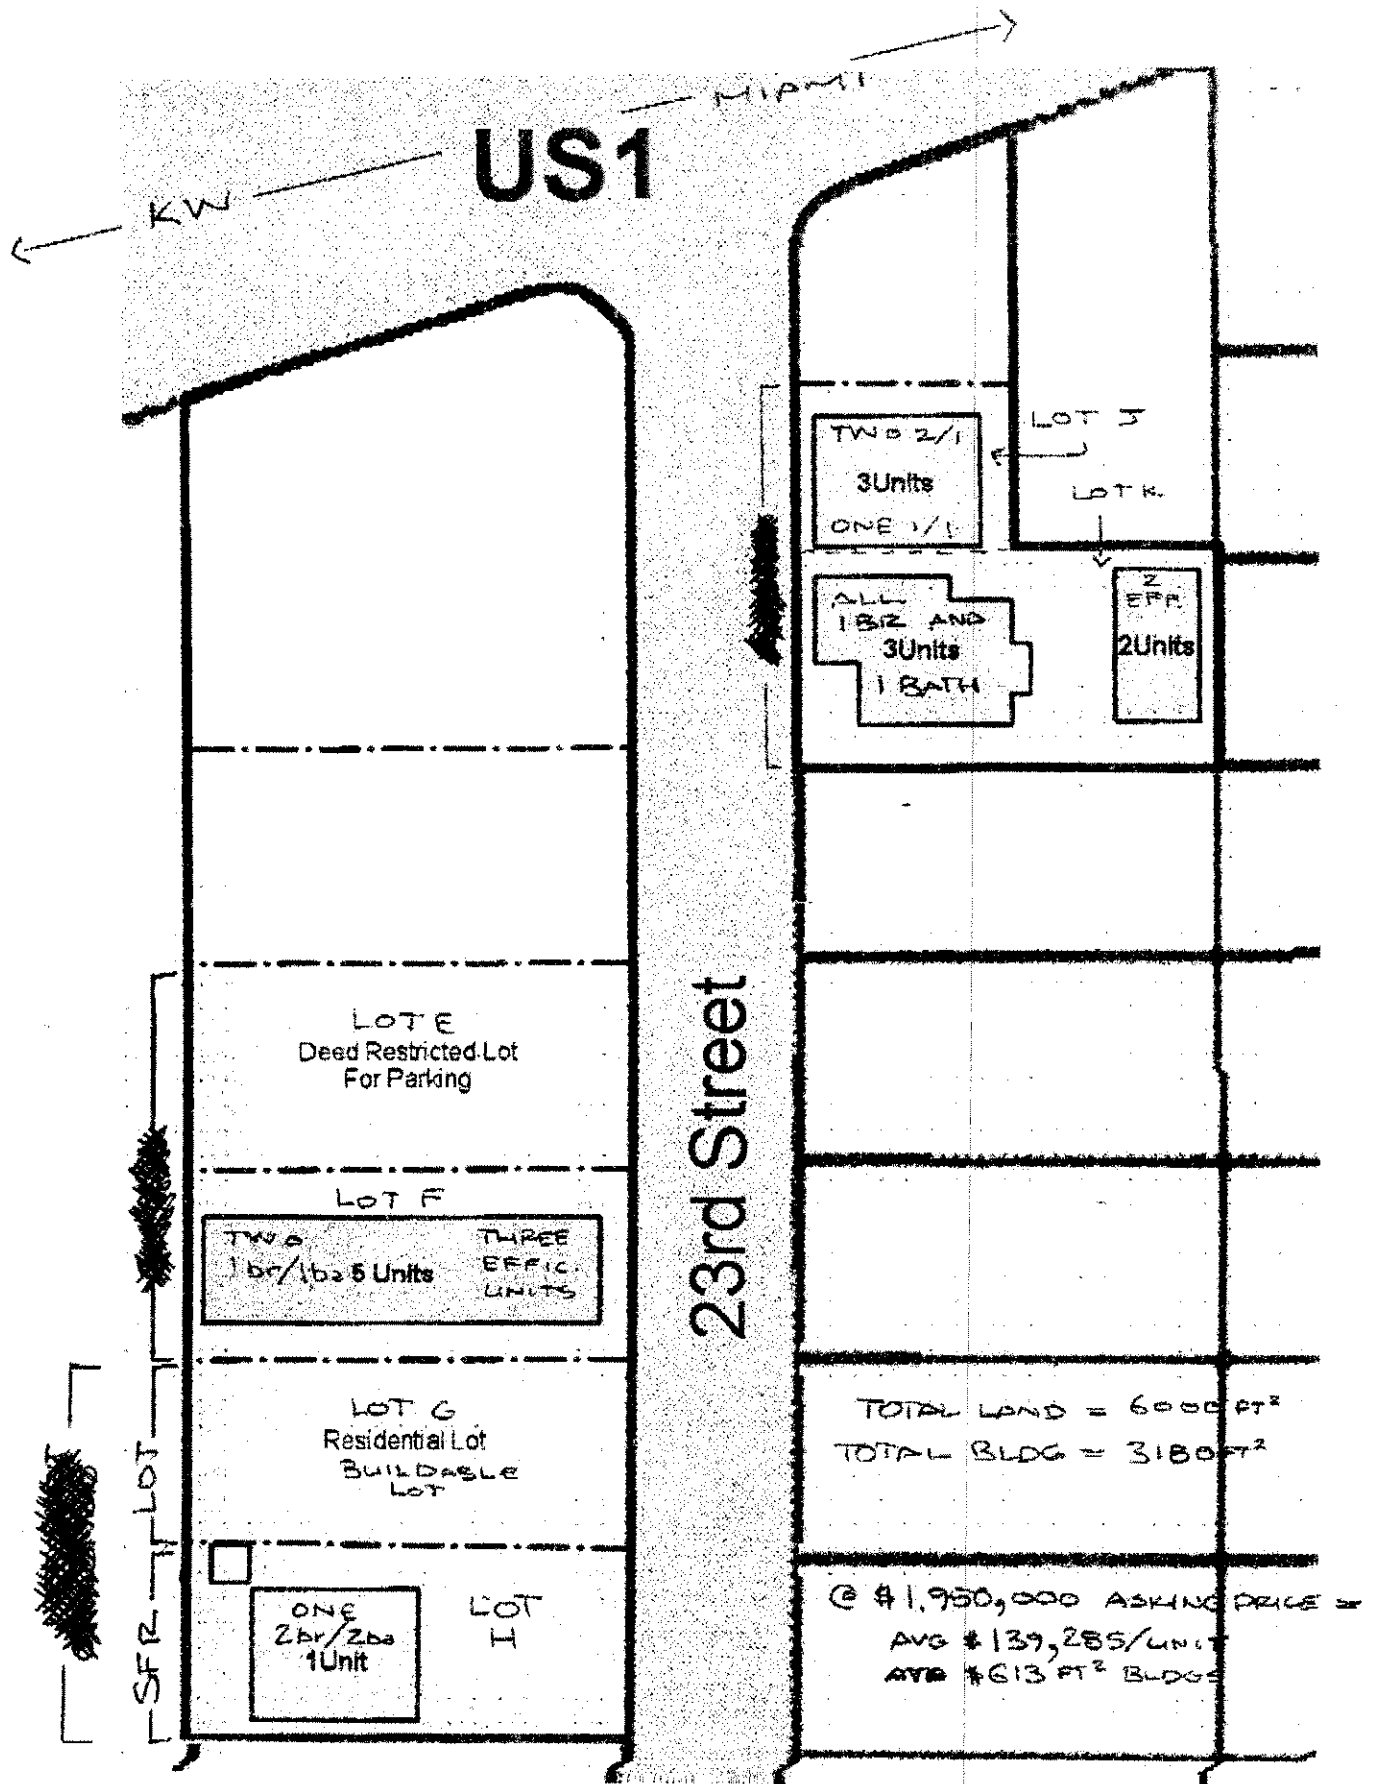 MIAMI
US1
KW
LOT J
TWO 2/1
3Units
ONE 1/1
LOT K.
2
EFF.
2Units
ALL
1 BR AND
3Units
1 BATH
23rd Street
LOT E
Deed Restricted Lot
For Parking
LOT F
TWO
1br/1ba 5 Units
THREE
EFFIC.
UNITS
LOT
LOT G
Residential Lot
BUILDABLE
LOT
SFR
ONE
2br/2ba
1Unit
LOT
H
TOTAL LAND = 6000 FT²
TOTAL BLDG = 3180 FT²
@ $1,950,000 ASKING PRICE =
AVG $139,285/UNIT
AVG $613 FT² BLDGS